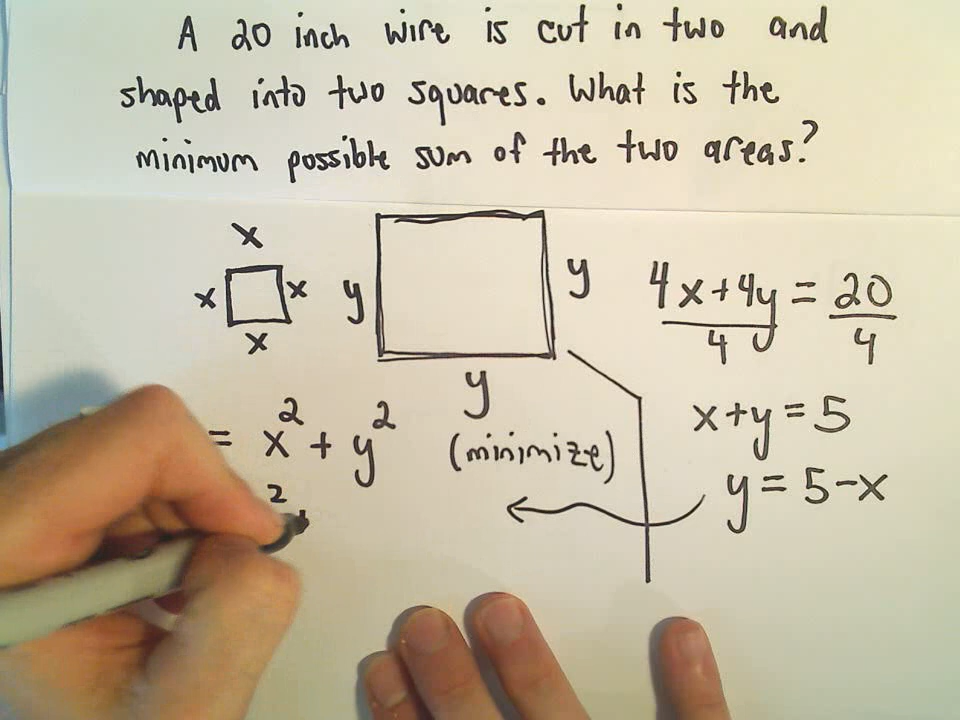 A 20 inch wire is cut in two and
shaped into two squares. What is the
minimum possible sum of the two areas?
x
x x
x
y y
y
4x+4y = 20
4 4
x+y = 5
y = 5-x
= x² + y² (minimize)
2 +